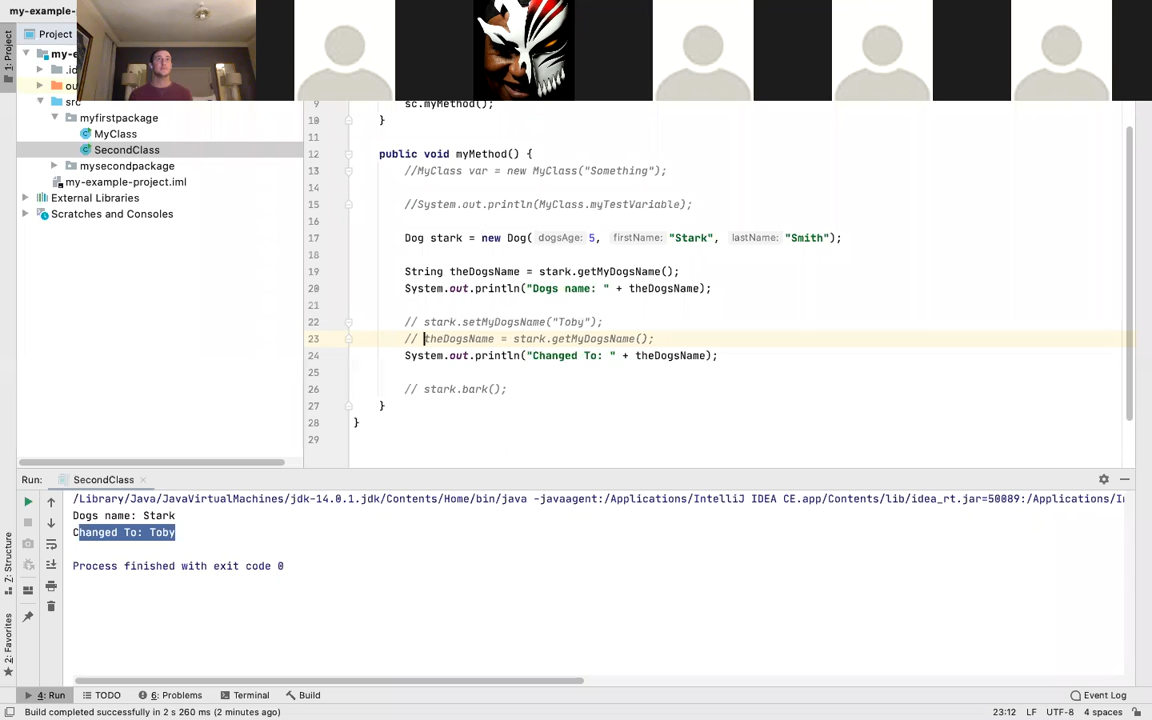 my-example-
Project
1: Project
my-e
.id
ou
src
myfirstpackage
MyClass
SecondClass
mysecondpackage
my-example-project.iml
External Libraries
Scratches and Consoles
9 sc.myMethod();
10 }
11
12 public void myMethod() {
13 //MyClass var = new MyClass("Something");
14
15 //System.out.println(MyClass.myTestVariable);
16
17 Dog stark = new Dog( dogsAge: 5, firstName: "Stark", lastName: "Smith");
18
19 String theDogsName = stark.getMyDogsName();
20 System.out.println("Dogs name: " + theDogsName);
21
22 // stark.setMyDogsName("Toby");
23 // theDogsName = stark.getMyDogsName();
24 System.out.println("Changed To: " + theDogsName);
25
26 // stark.bark();
27 }
28 }
29
Run: SecondClass
/Library/Java/JavaVirtualMachines/jdk-14.0.1.jdk/Contents/Home/bin/java -javaagent:/Applications/IntelliJ IDEA CE.app/Contents/lib/idea_rt.jar=50089:/Applications/In
Dogs name: Stark
Changed To: Toby
Process finished with exit code 0
Z: Structure
2: Favorites
4: Run TODO 6: Problems Terminal Build Event Log
Build completed successfully in 2 s 260 ms (2 minutes ago) 23:12 LF UTF-8 4 spaces